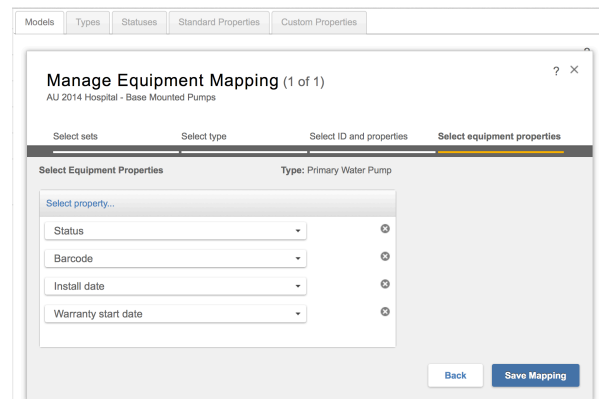 Models Types Statuses Standard Properties Custom Properties
Manage Equipment Mapping (1 of 1) ? ×
AU 2014 Hospital - Base Mounted Pumps
Select sets Select type Select ID and properties Select equipment properties
Select Equipment Properties Type: Primary Water Pump
Select property...
Status
Barcode
Install date
Warranty start date
Back Save Mapping